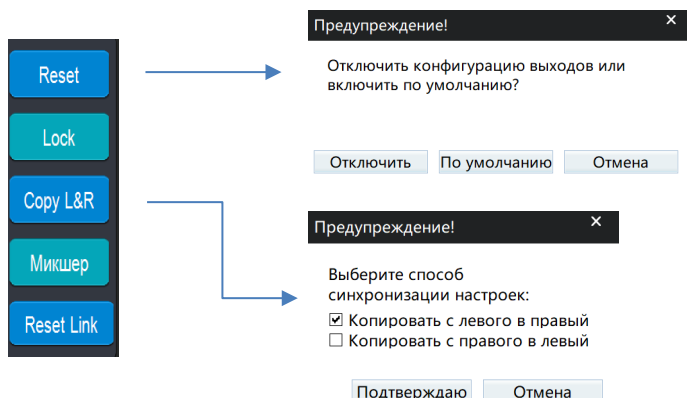 Reset
Lock
Copy L&R
Микшер
Reset Link
Предупреждение! ×
Отключить конфигурацию выходов или
включить по умолчанию?
Отключить По умолчанию Отмена
Предупреждение! ×
Выберите способ
синхронизации настроек:
Копировать с левого в правый
Копировать с правого в левый
Подтверждаю Отмена